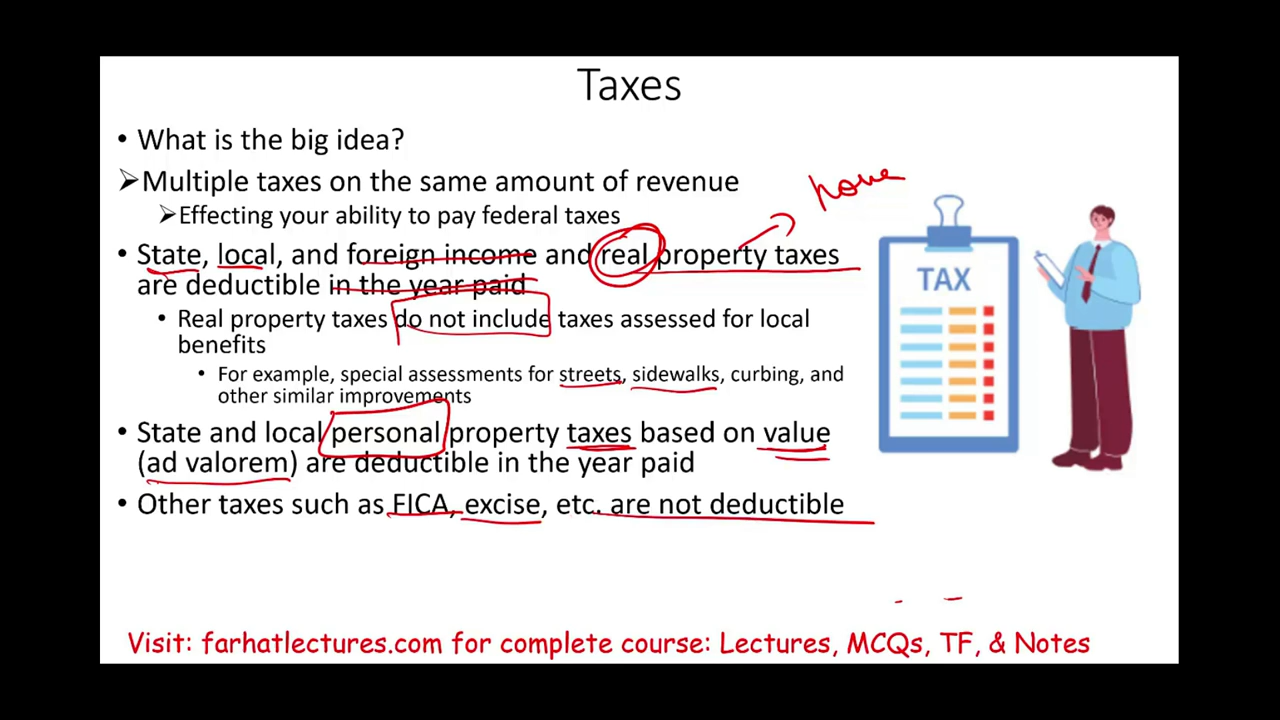 Taxes
• What is the big idea?
➢Multiple taxes on the same amount of revenue
home
➢Effecting your ability to pay federal taxes
• State, local, and foreign income and real property taxes
are deductible in the year paid
• Real property taxes do not include taxes assessed for local
benefits
• For example, special assessments for streets, sidewalks, curbing, and
other similar improvements
• State and local personal property taxes based on value
(ad valorem) are deductible in the year paid
• Other taxes such as FICA, excise, etc. are not deductible
TAX
Visit: farhatlectures.com for complete course: Lectures, MCQs, TF, & Notes